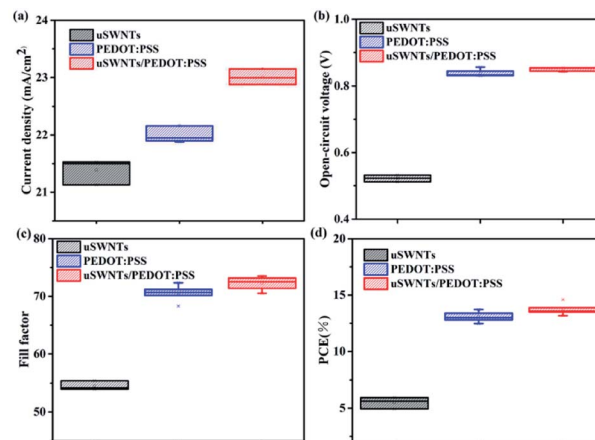 (a)
uSWNTs
PEDOT:PSS
uSWNTs/PEDOT:PSS
Current density (mA/cm²)
23
22
21
(b)
1.0
uSWNTs
PEDOT:PSS
uSWNTs/PEDOT:PSS
Open-circuit voltage (V)
0.8
0.6
0.4
(c)
80
uSWNTs
PEDOT:PSS
uSWNTs/PEDOT:PSS
Fill factor
70
60
50
(d)
20
uSWNTs
PEDOT:PSS
uSWNTs/PEDOT:PSS
PCE(%)
15
10
5